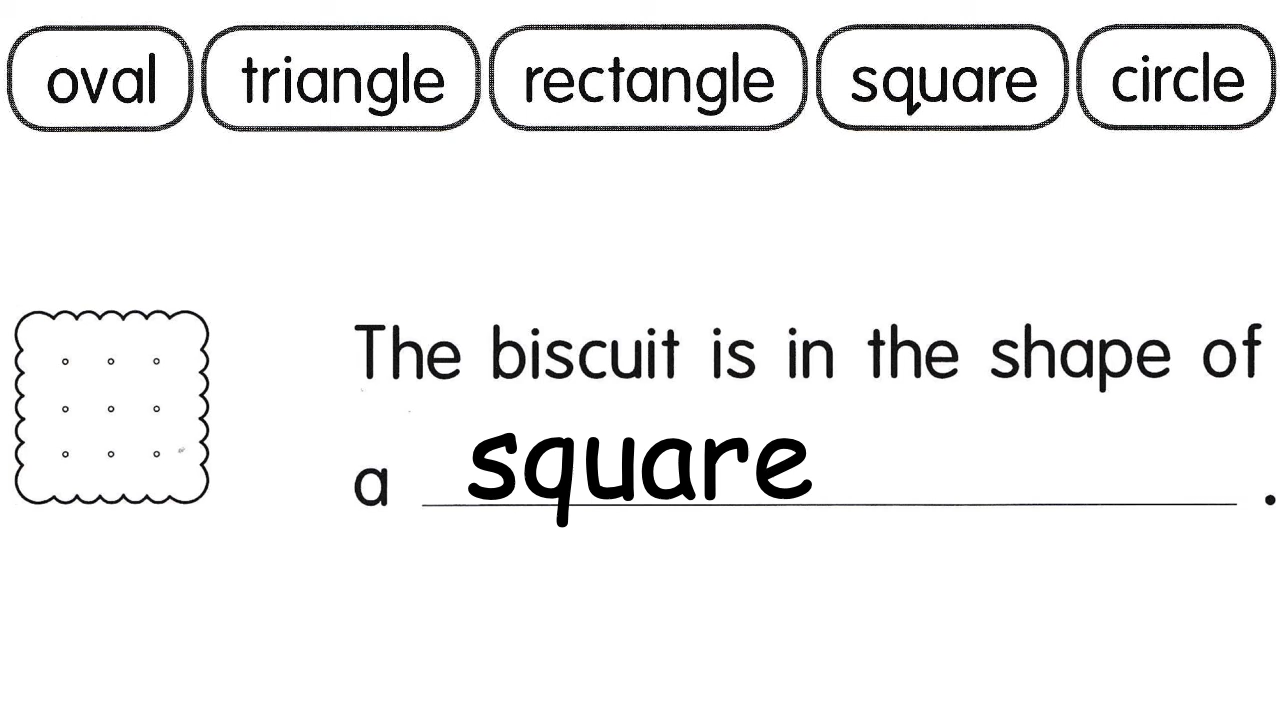 oval triangle rectangle square circle
The biscuit is in the shape of
a square .